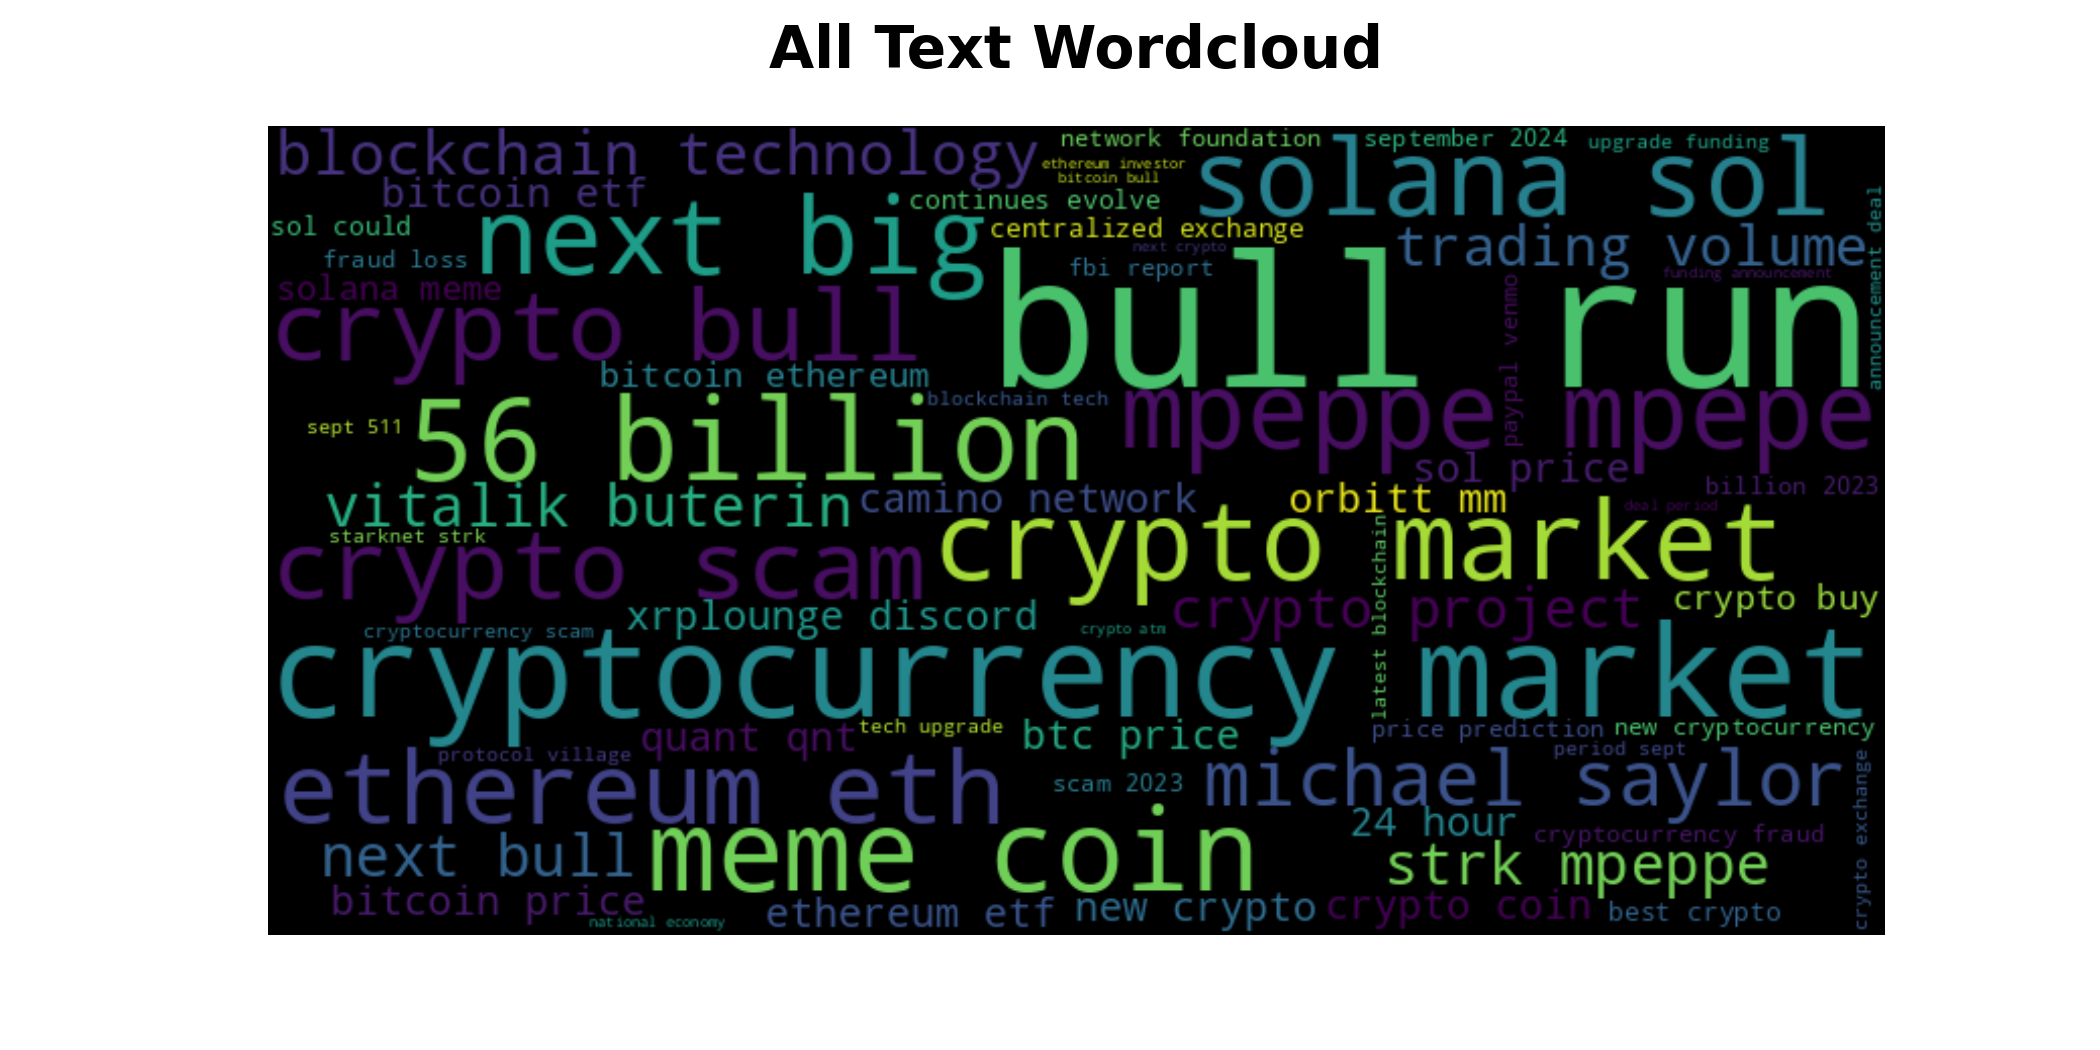 All Text Wordcloud
blockchain technology
network foundation
september 2024
upgrade funding
ethereum investor
bitcoin bull
solana sol
bitcoin etf
continues evolve
announcement deal
sol could
next big
centralized exchange
next crypto
trading volume
fraud loss
fbi report
funding announcement
solana meme
crypto bull
bull run
paypal venmo
bitcoin ethereum
blockchain tech
mpeppe mpepe
sept 511
56 billion
sol price
billion 2023
vitalik buterin
camino network
orbitt mm
deal period
starknet strk
crypto scam
crypto market
latest blockchain
xrplounge discord
crypto project
crypto buy
cryptocurrency scam
crypto atm
cryptocurrency market
quant qnt
tech upgrade
btc price
price prediction
new cryptocurrency
protocol village
period sept
ethereum eth
scam 2023
michael saylor
crypto exchange
next bull
meme coin
24 hour
cryptocurrency fraud
strk mpeppe
bitcoin price
national economy
ethereum etf
new crypto
crypto coin
best crypto